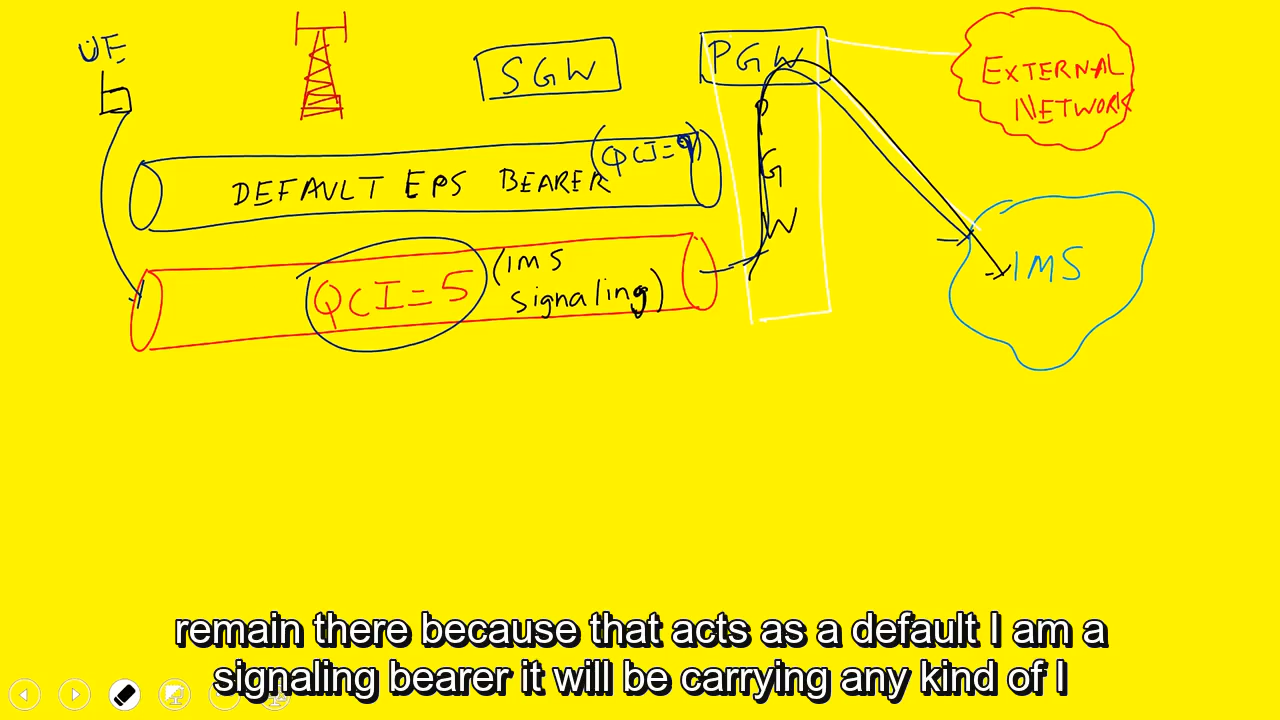 UE
SGW
PGW
EXTERNAL
NETWORK
PGW
(QCI=9)
DEFAULT EPS BEARER
QCI=5
(IMS
signaling)
IMS
remain there because that acts as a default I am a
signaling bearer it will be carrying any kind of I